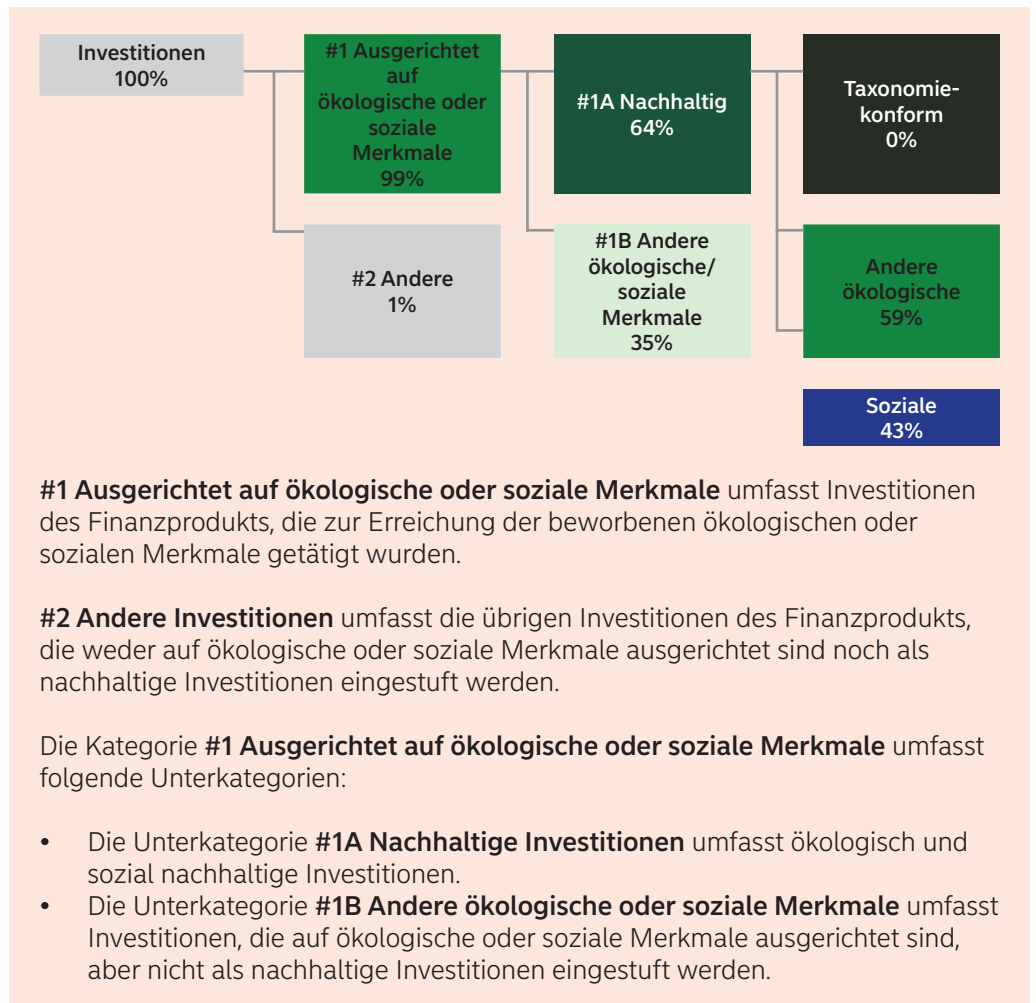 Investitionen
100%
#1 Ausgerichtet
auf
ökologische oder
soziale
Merkmale
99%
#1A Nachhaltig
64%
Taxonomie-
konform
0%
#2 Andere
1%
#1B Andere
ökologische/
soziale
Merkmale
35%
Andere
ökologische
59%
Soziale
43%
#1 Ausgerichtet auf ökologische oder soziale Merkmale umfasst Investitionen
des Finanzprodukts, die zur Erreichung der beworbenen ökologischen oder
sozialen Merkmale getätigt wurden.
#2 Andere Investitionen umfasst die übrigen Investitionen des Finanzprodukts,
die weder auf ökologische oder soziale Merkmale ausgerichtet sind noch als
nachhaltige Investitionen eingestuft werden.
Die Kategorie #1 Ausgerichtet auf ökologische oder soziale Merkmale umfasst
folgende Unterkategorien:
• Die Unterkategorie #1A Nachhaltige Investitionen umfasst ökologisch und
sozial nachhaltige Investitionen.
• Die Unterkategorie #1B Andere ökologische oder soziale Merkmale umfasst
Investitionen, die auf ökologische oder soziale Merkmale ausgerichtet sind,
aber nicht als nachhaltige Investitionen eingestuft werden.